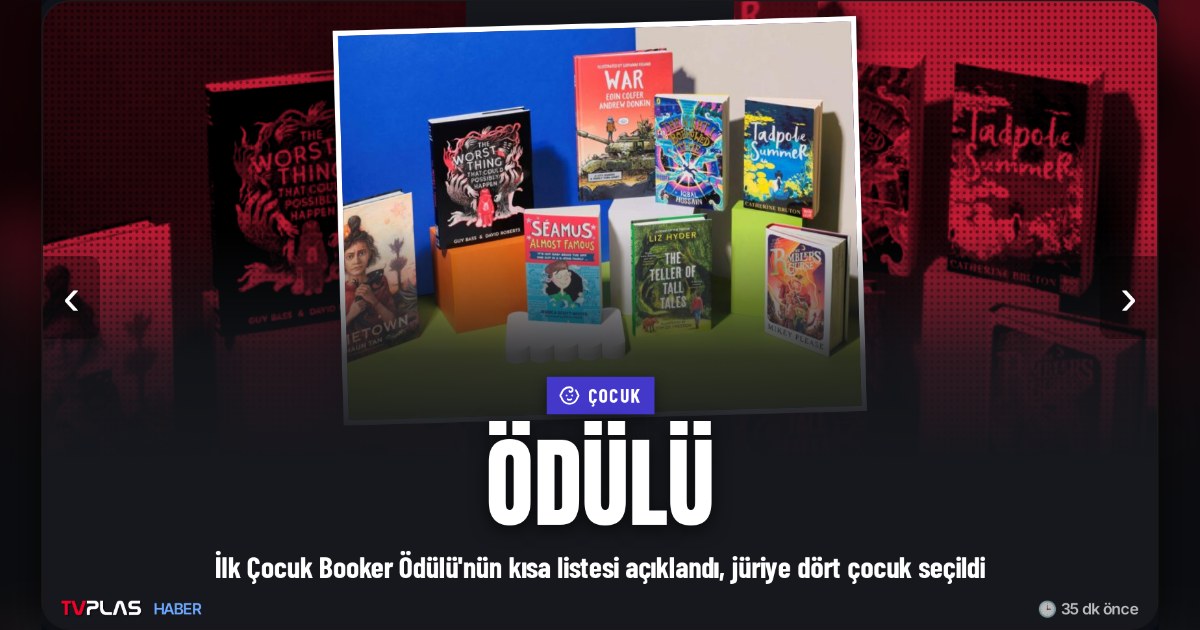 WAR
EOIN COLFER
ANDREW DONKIN
THE
WORST
THING
THAT COULD
POSSIBLY
HAPPEN
GUY BASS & DAVID ROBERTS
IQBAL
HUSSAIN
Tadpole
Summer
CATHERINE BRUTON
SÉAMUS
ALMOST FAMOUS
LIZ HYDER
THE
TELLER OF
TALL
TALES
MIKEY PLEASE
ÇOCUK
ÖDÜLÜ
İlk Çocuk Booker Ödülü'nün kısa listesi açıklandı, jüriye dört çocuk seçildi
TVPLAS HABER
35 dk önce